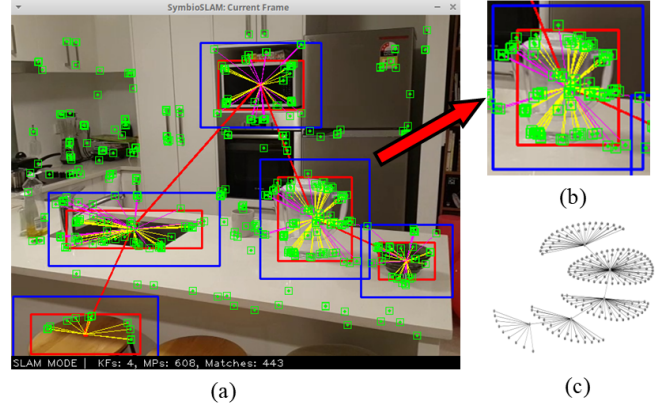 SymbioSLAM: Current Frame
SLAM MODE | KFs: 4, MPs: 608, Matches: 443
(a)
(b)
(c)